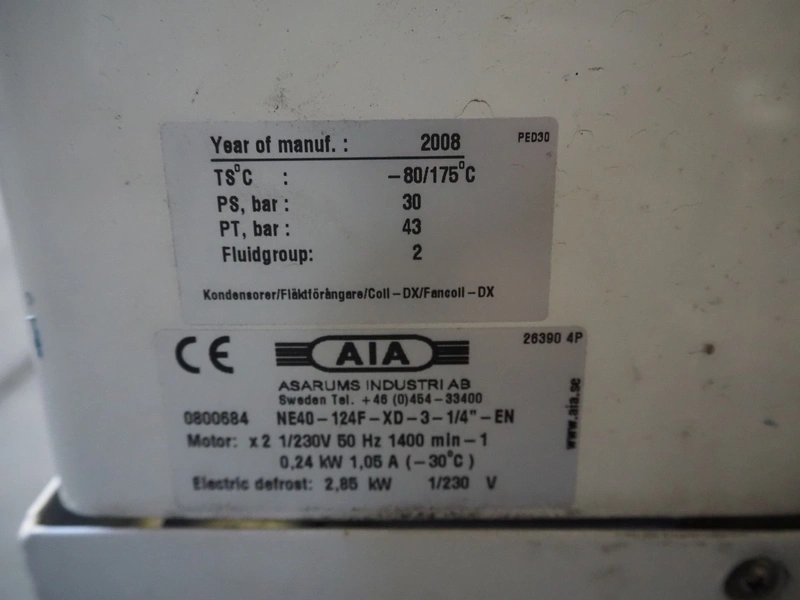 Year of manuf. : 2008 PED30
TS°C : -80/175°C
PS, bar : 30
PT, bar : 43
Fluidgroup: 2
Kondensorer/Fläktförångare/Coil-DX/Fancoil-DX
CE AIA 26390 4P
ASARUMS INDUSTRI AB
Sweden Tel. +46 (0)454-33400
0800684 NE40-124F-XD-3-1/4"-EN
Motor: x2 1/230V 50 Hz 1400 min-1
0,24 kW 1,05 A (-30°C)
Electric defrost: 2,85 kW 1/230 V
www.aia.se